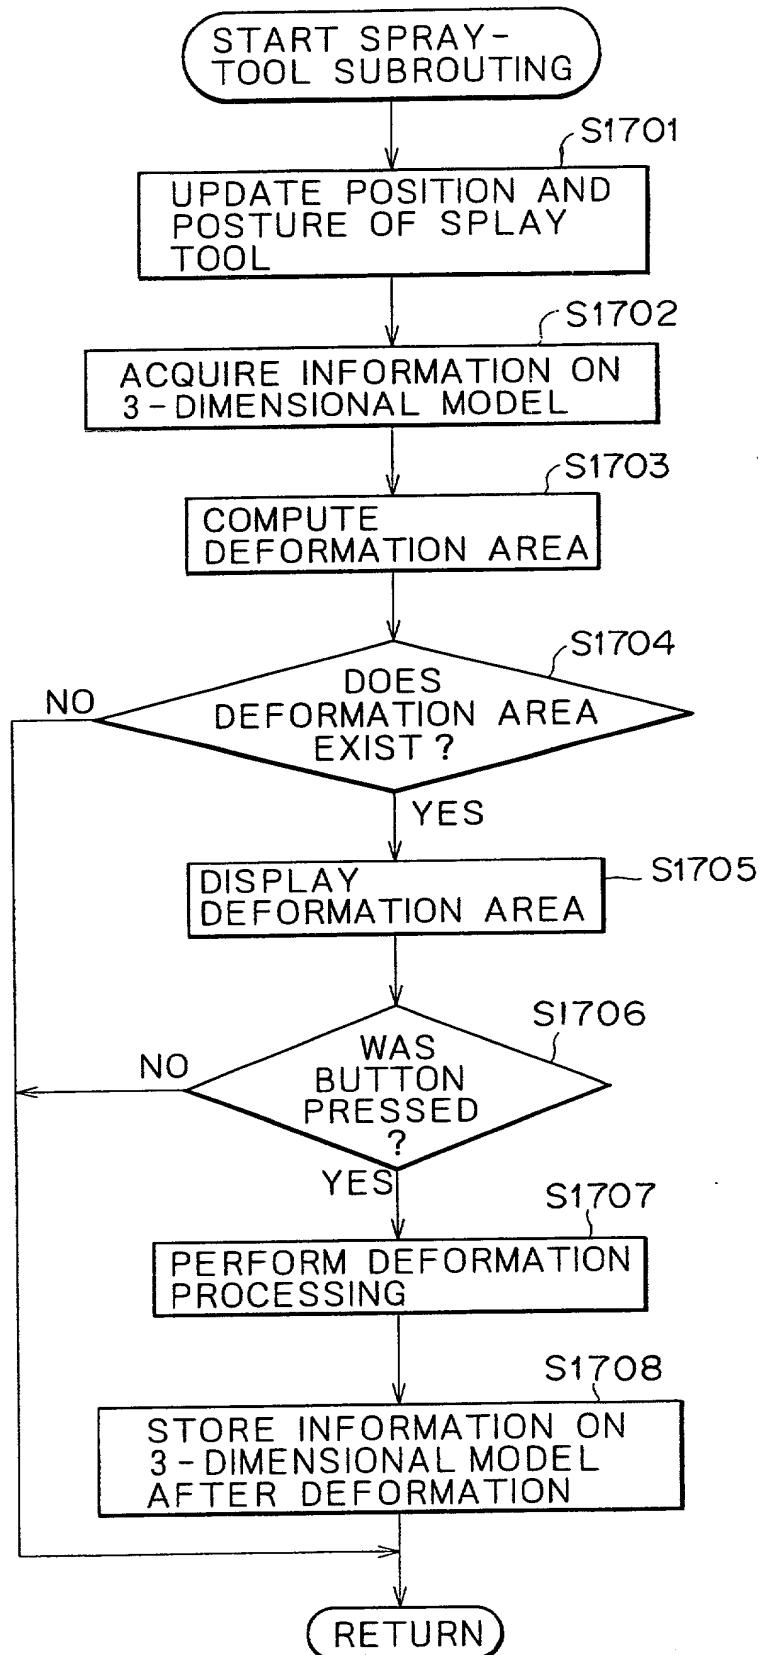 START SPRAY-
TOOL SUBROUTING
S1701
UPDATE POSITION AND
POSTURE OF SPLAY
TOOL
S1702
ACQUIRE INFORMATION ON
3-DIMENSIONAL MODEL
S1703
COMPUTE
DEFORMATION AREA
S1704
DOES
DEFORMATION AREA
EXIST?
NO
YES
S1705
DISPLAY
DEFORMATION AREA
S1706
WAS
BUTTON
PRESSED
?
NO
YES
S1707
PERFORM DEFORMATION
PROCESSING
S1708
STORE INFORMATION ON
3-DIMENSIONAL MODEL
AFTER DEFORMATION
RETURN